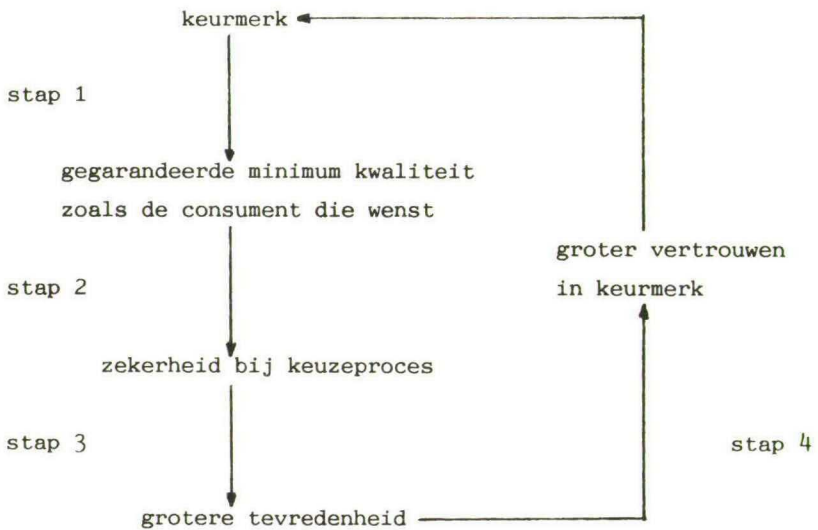 keurmerk
stap 1
gegarandeerde minimum kwaliteit
zoals de consument die wenst
groter vertrouwen
stap 2
in keurmerk
zekerheid bij keuzeproces
stap 3
stap 4
grotere tevredenheid